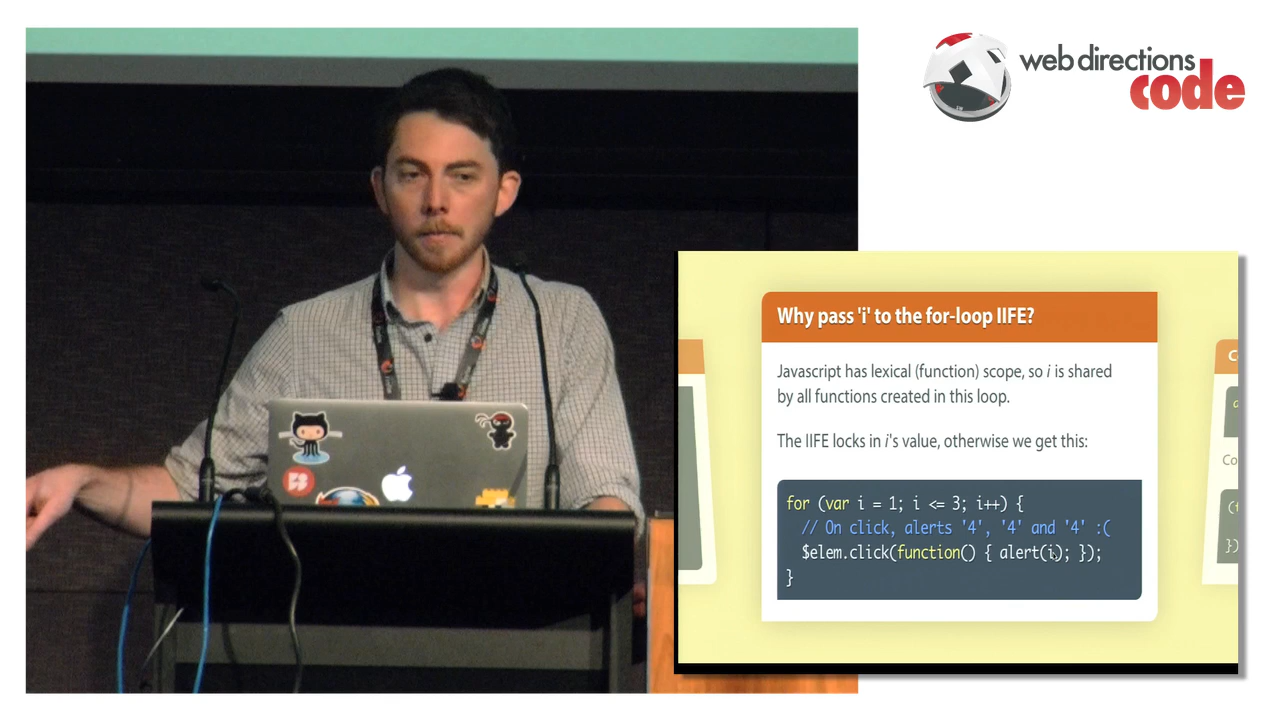 web directions
code
Why pass 'i' to the for-loop IIFE?
Javascript has lexical (function) scope, so i is shared
by all functions created in this loop.
The IIFE locks in i's value, otherwise we get this:
for (var i = 1; i <= 3; i++) {
// On click, alerts '4', '4' and '4' :(
$elem.click(function() { alert(i); });
}
C
Co
})